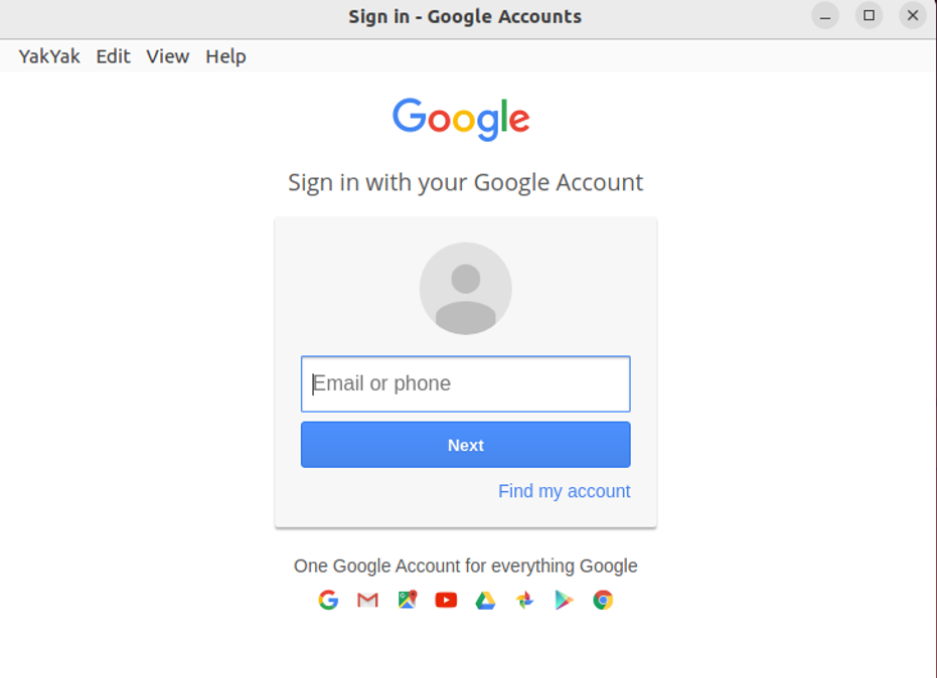 Sign in - Google Accounts
YakYak Edit View Help
Google
Sign in with your Google Account
Email or phone
Next
Find my account
One Google Account for everything Google